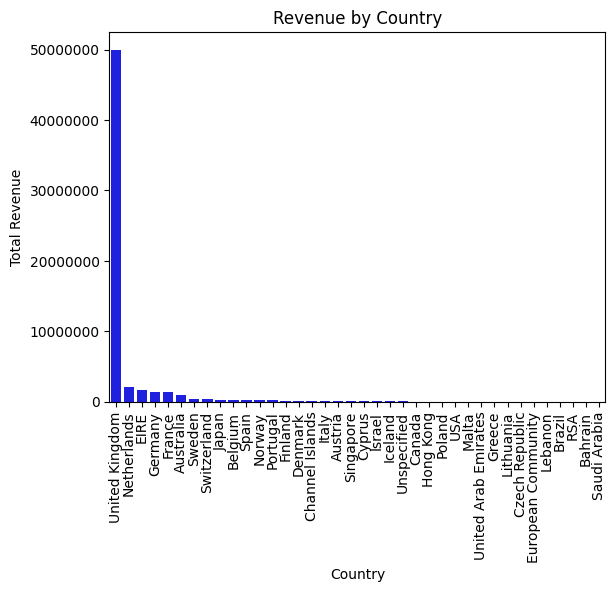 Revenue by Country
Total Revenue
50000000
40000000
30000000
20000000
10000000
0
United Kingdom
Netherlands
EIRE
Germany
France
Australia
Sweden
Switzerland
Japan
Belgium
Spain
Norway
Portugal
Finland
Denmark
Channel Islands
Italy
Austria
Singapore
Cyprus
Israel
Iceland
Unspecified
Canada
Hong Kong
Poland
USA
Malta
United Arab Emirates
Greece
Lithuania
Czech Republic
European Community
Lebanon
Brazil
RSA
Bahrain
Saudi Arabia
Country